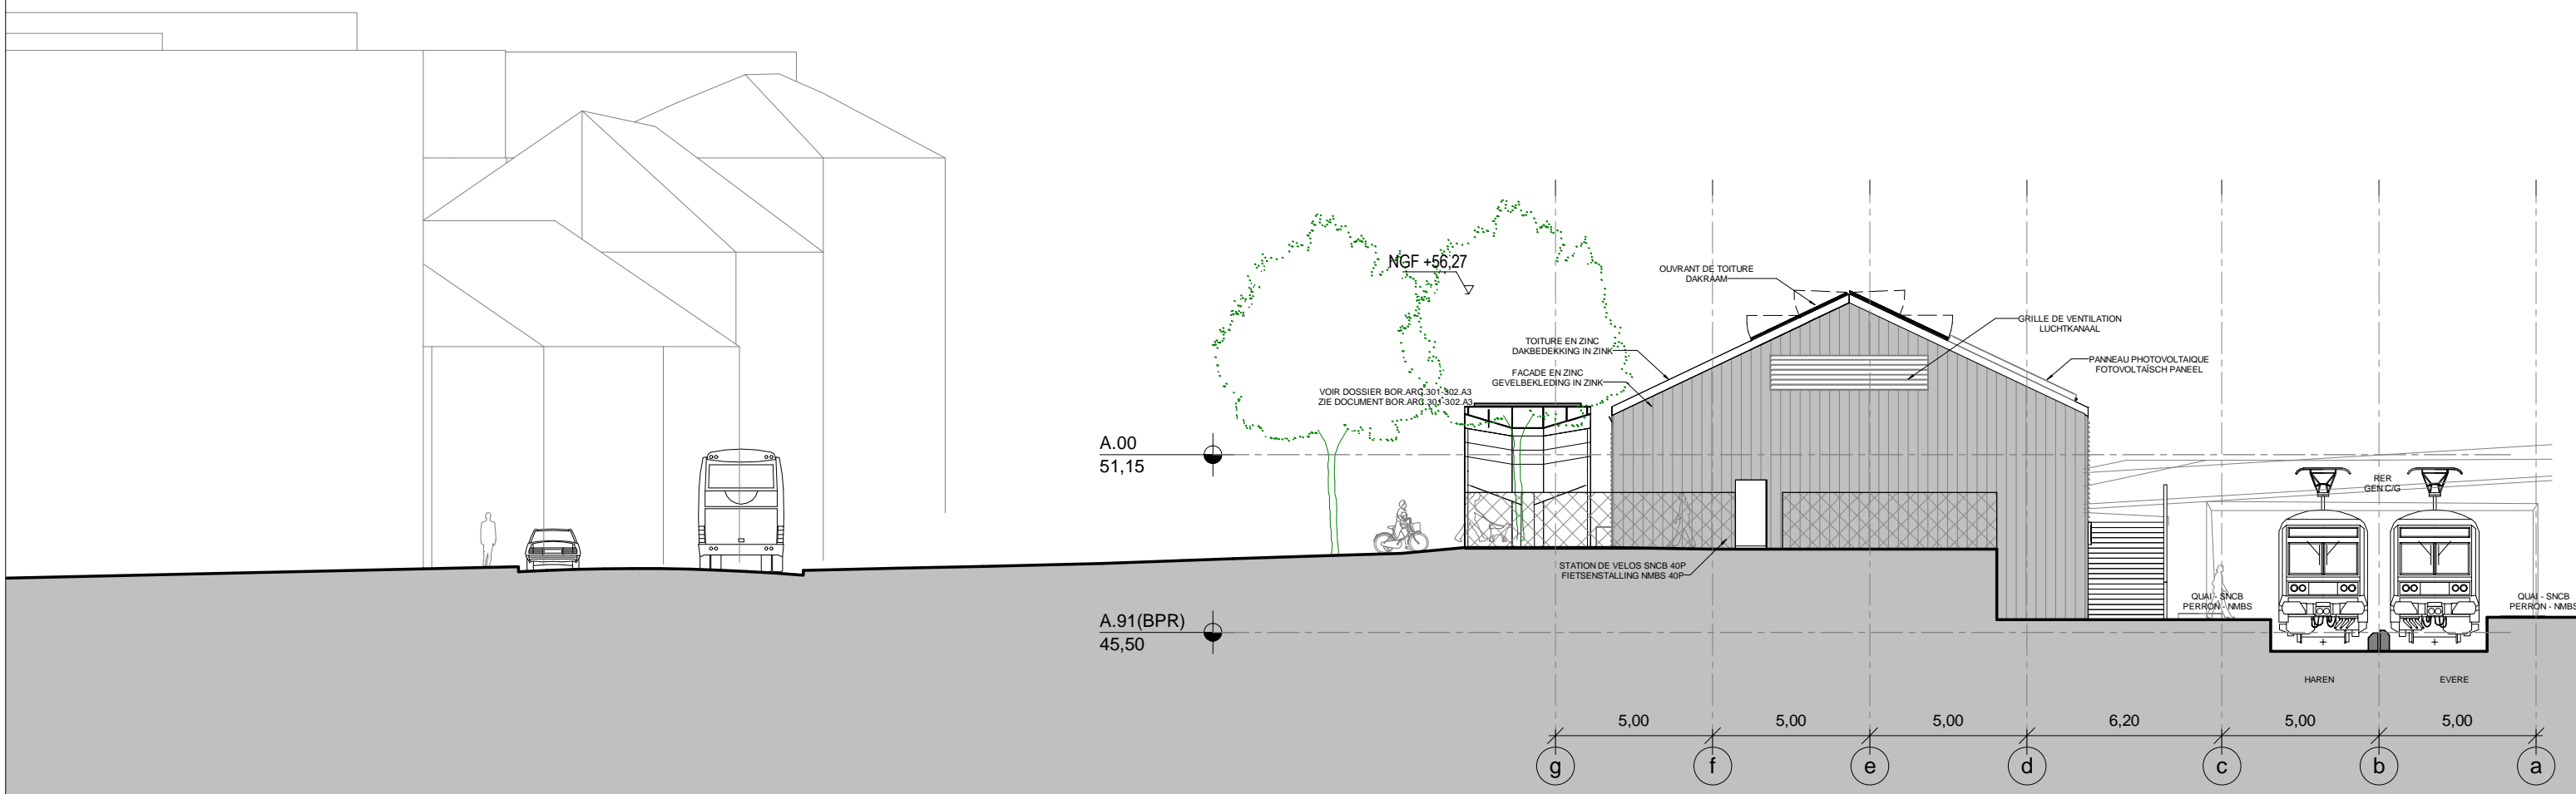 NGF +56,27
OUVRANT DE TOITURE
DAKRAAM
GRILLE DE VENTILATION
LUCHTKANAAL
TOITURE EN ZINC
DAKBEDEKKING IN ZINK
PANNEAU PHOTOVOLTAIQUE
FOTOVOLTAÏSCH PANEEL
FACADE EN ZINC
GEVELBEKLEDING IN ZINK
VOIR DOSSIER BOR.ARC.301-302.A3
ZIE DOCUMENT BOR.ARC.301-302.A3
A.00
51,15
RER
GEN C/G
STATION DE VELOS SNCB 40P
FIETSENSTALLING NMBS 40P
QUAI - SNCB
PERRON - NMBS
QUAI - SNCB
PERRON - NMBS
A.91(BPR)
45,50
HAREN
EVERE
5,00
5,00
5,00
6,20
5,00
5,00
g
f
e
d
c
b
a